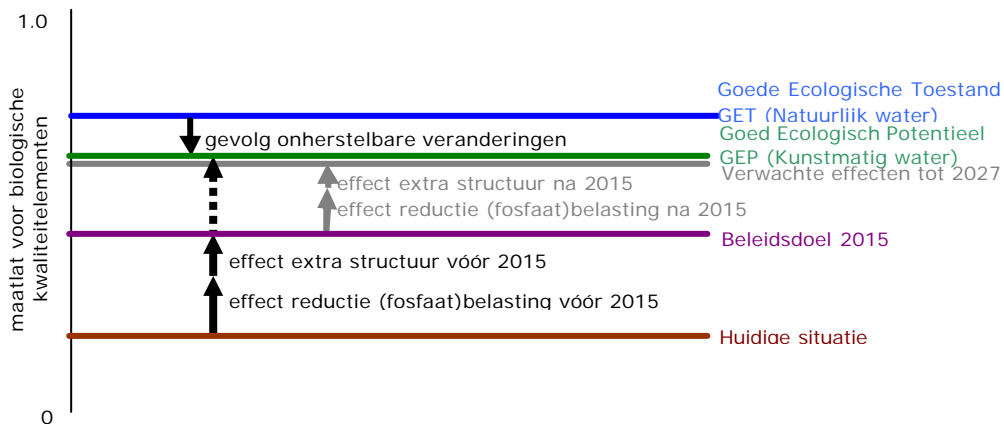 1.0
maatlat voor biologische
kwaliteitelementen
Goede Ecologische Toestand
GET (Natuurlijk water)
gevolg onherstelbare veranderingen
Goed Ecologisch Potentieel
GEP (Kunstmatig water)
Verwachte effecten tot 2027
effect extra structuur na 2015
effect reductie (fosfaat)belasting na 2015
Beleidsdoel 2015
effect extra structuur vóór 2015
effect reductie (fosfaat)belasting vóór 2015
Huidige situatie
0